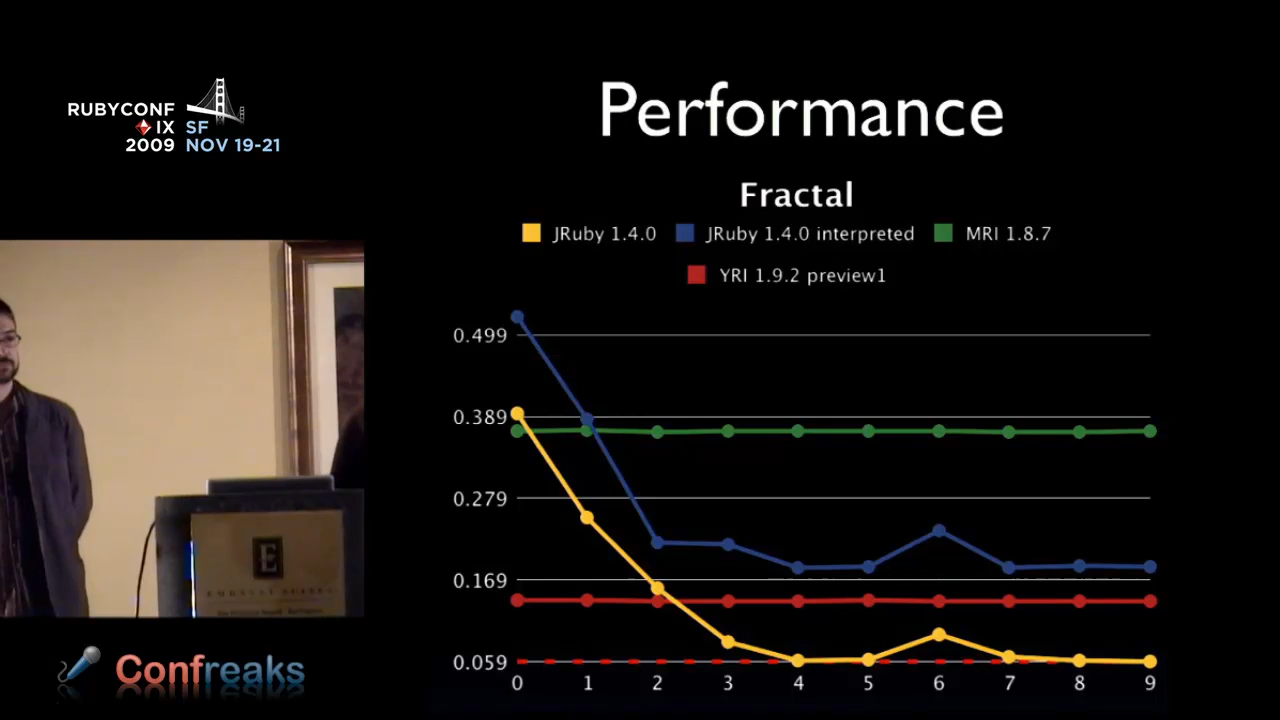 RUBYCONF
IX SF
2009 NOV 19-21
Performance
Fractal
JRuby 1.4.0 JRuby 1.4.0 interpreted MRI 1.8.7
YRI 1.9.2 preview1
0.499
0.389
0.279
0.169
0.059
0 1 2 3 4 5 6 7 8 9
E
EMBASSY SUITES
Confreaks